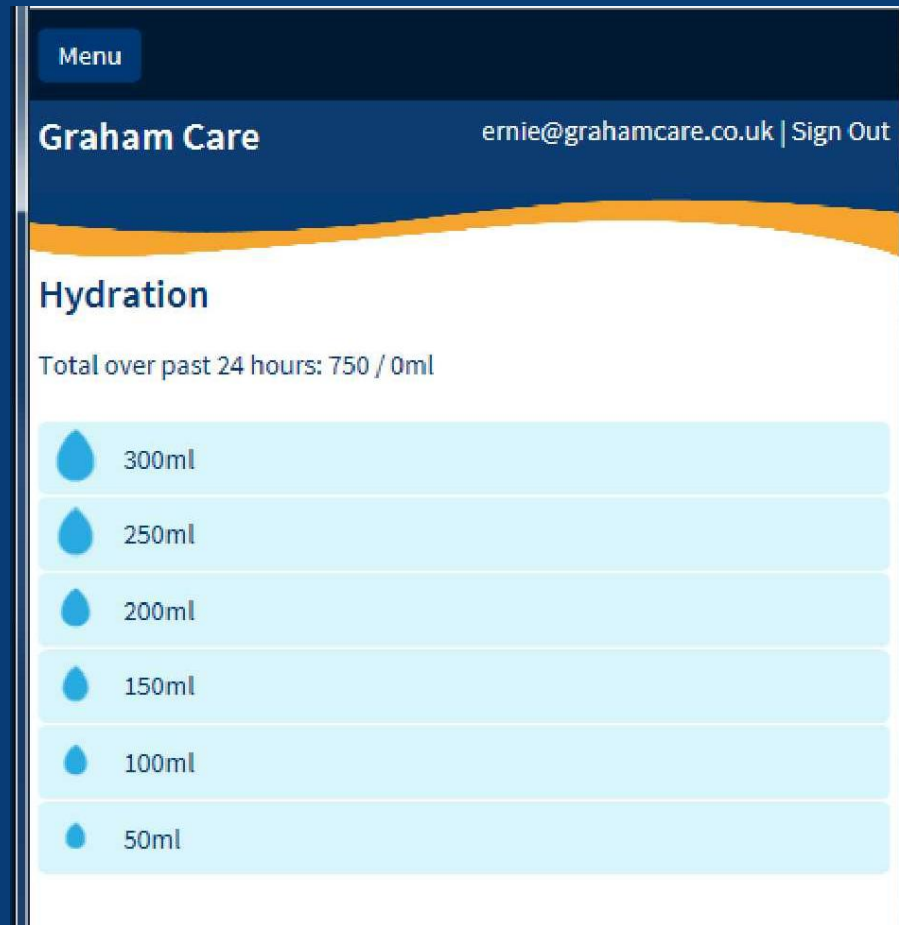 Menu
Graham Care
ernie@grahamcare.co.uk | Sign Out
Hydration
Total over past 24 hours: 750 / 0ml
300ml
250ml
200ml
150ml
100ml
50ml